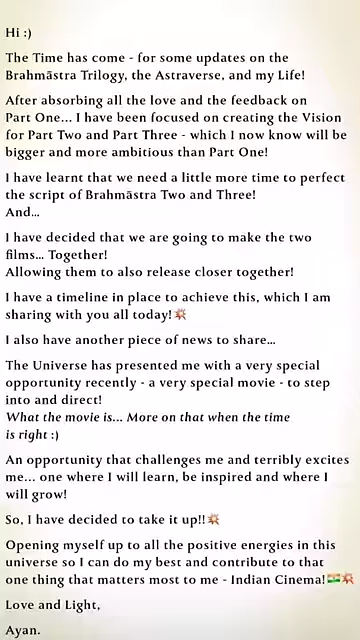 Hi :)
The Time has come - for some updates on the
Brahmāstra Trilogy, the Astraverse, and my Life!
After absorbing all the love and the feedback on
Part One... I have been focused on creating the Vision
for Part Two and Part Three - which I now know will be
bigger and more ambitious than Part One!
I have learnt that we need a little more time to perfect
the script of Brahmāstra Two and Three!
And...
I have decided that we are going to make the two
films... Together!
Allowing them to also release closer together!
I have a timeline in place to achieve this, which I am
sharing with you all today!💥
I also have another piece of news to share...
The Universe has presented me with a very special
opportunity recently - a very special movie - to step
into and direct!
What the movie is... More on that when the time
is right :)
An opportunity that challenges me and terribly excites
me... one where I will learn, be inspired and where I
will grow!
So, I have decided to take it up!!💥
Opening myself up to all the positive energies in this
universe so I can do my best and contribute to that
one thing that matters most to me - Indian Cinema!🇮🇳💥
Love and Light,
Ayan.